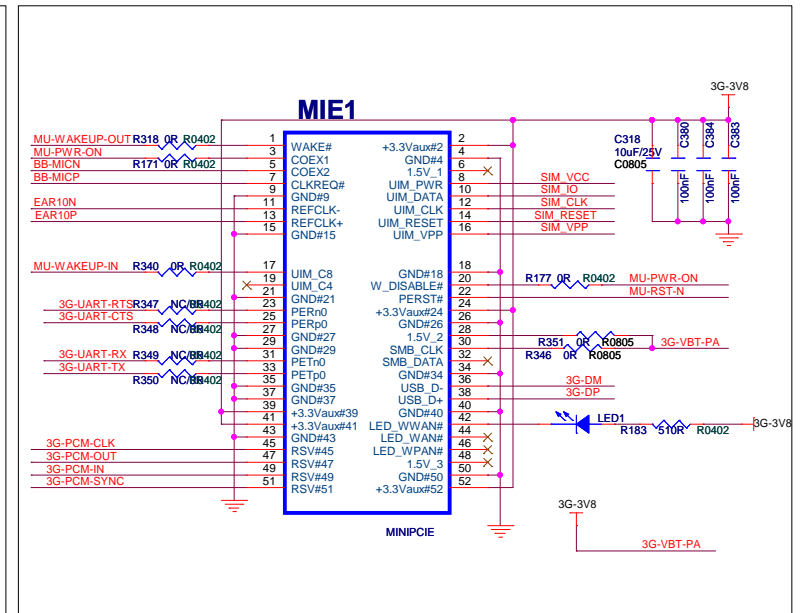 3G-3V8
MIE1
C318
10uF/25V
C0805
C380
100nF
C384
100nF
C383
100nF
MU-WAKEUP-OUT R318 0R R0402 1 WAKE# +3.3Vaux#2 2
MU-PWR-ON 3 COEX1 GND#4 4
BB-MICN R171 0R R0402 5 COEX2 1.5V_1 6
BB-MICP 7 CLKREQ# UIM_PWR 8 SIM_VCC
9 GND#9 UIM_DATA 10 SIM_IO
EAR10N 11 REFCLK- UIM_CLK 12 SIM_CLK
EAR10P 13 REFCLK+ UIM_RESET 14 SIM_RESET
15 GND#15 UIM_VPP 16 SIM_VPP
MU-WAKEUP-IN R340 0R R0402 17 UIM_C8 GND#18 18
19 UIM_C4 W_DISABLE# 20 R177 0R R0402 MU-PWR-ON
21 GND#21 PERST# 22 MU-RST-N
3G-UART-RTS R347 23 PERn0 +3.3Vaux#24 24
3G-UART-CTS R348 25 PERp0 GND#26 26
27 GND#27 1.5V_2 28 R351 0R R0805
29 GND#29 SMB_CLK 30 R346 0R R0805 3G-VBT-PA
3G-UART-RX R349 31 PETn0 SMB_DATA 32
3G-UART-TX R350 33 PETp0 GND#34 34
35 GND#35 USB_D- 36 3G-DM
37 GND#37 USB_D+ 38 3G-DP
39 +3.3Vaux#39 GND#40 40
41 +3.3Vaux#41 LED_WWAN# 42 LED1 R183 510R R0402 3G-3V8
43 GND#43 LED_WAN# 44
3G-PCM-CLK 45 RSV#45 LED_WPAN# 46
3G-PCM-OUT 47 RSV#47 1.5V_3 48
3G-PCM-IN 49 RSV#49 GND#50 50
3G-PCM-SYNC 51 RSV#51 +3.3Vaux#52 52
MINIPCIE
3G-3V8
3G-VBT-PA